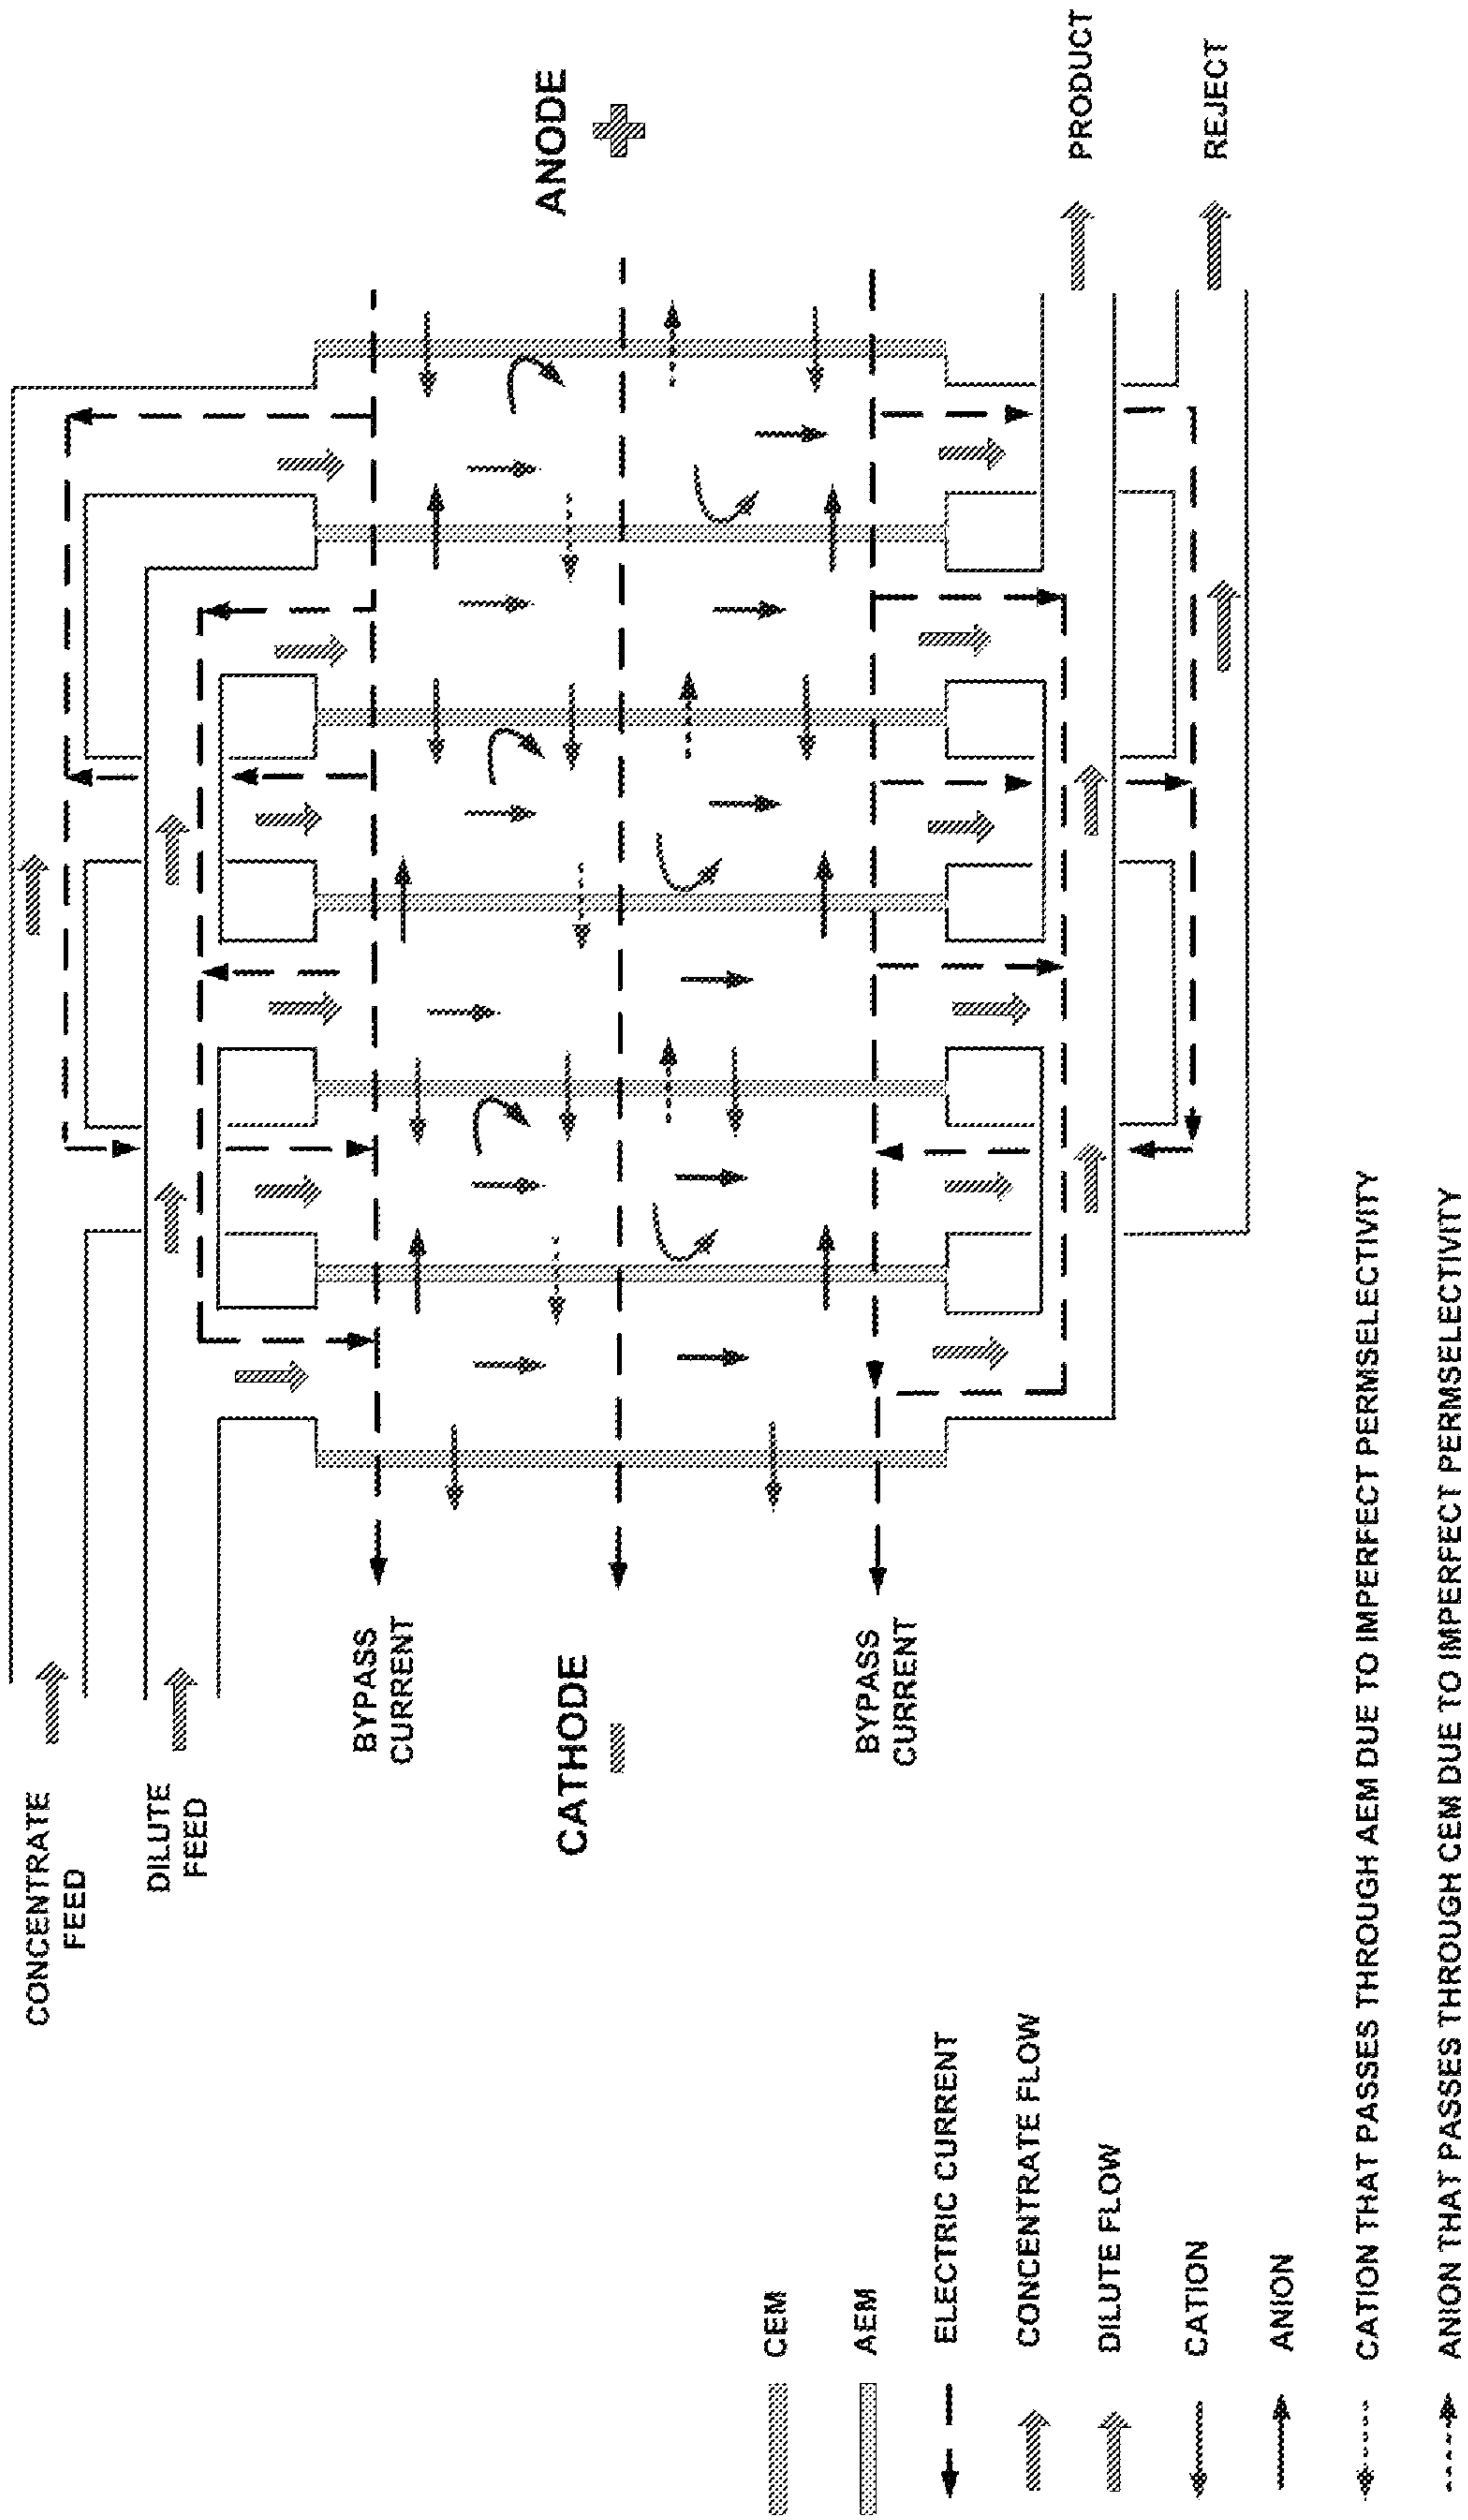 CONCENTRATE
FEED
DILUTE
FEED
BYPASS
CURRENT
CATHODE
ANODE
BYPASS
CURRENT
PRODUCT
REJECT
CEM
AEM
ELECTRIC CURRENT
CONCENTRATE FLOW
DILUTE FLOW
CATION
ANION
CATION THAT PASSES THROUGH AEM DUE TO IMPERFECT PERMSELECTIVITY
ANION THAT PASSES THROUGH CEM DUE TO IMPERFECT PERMSELECTIVITY